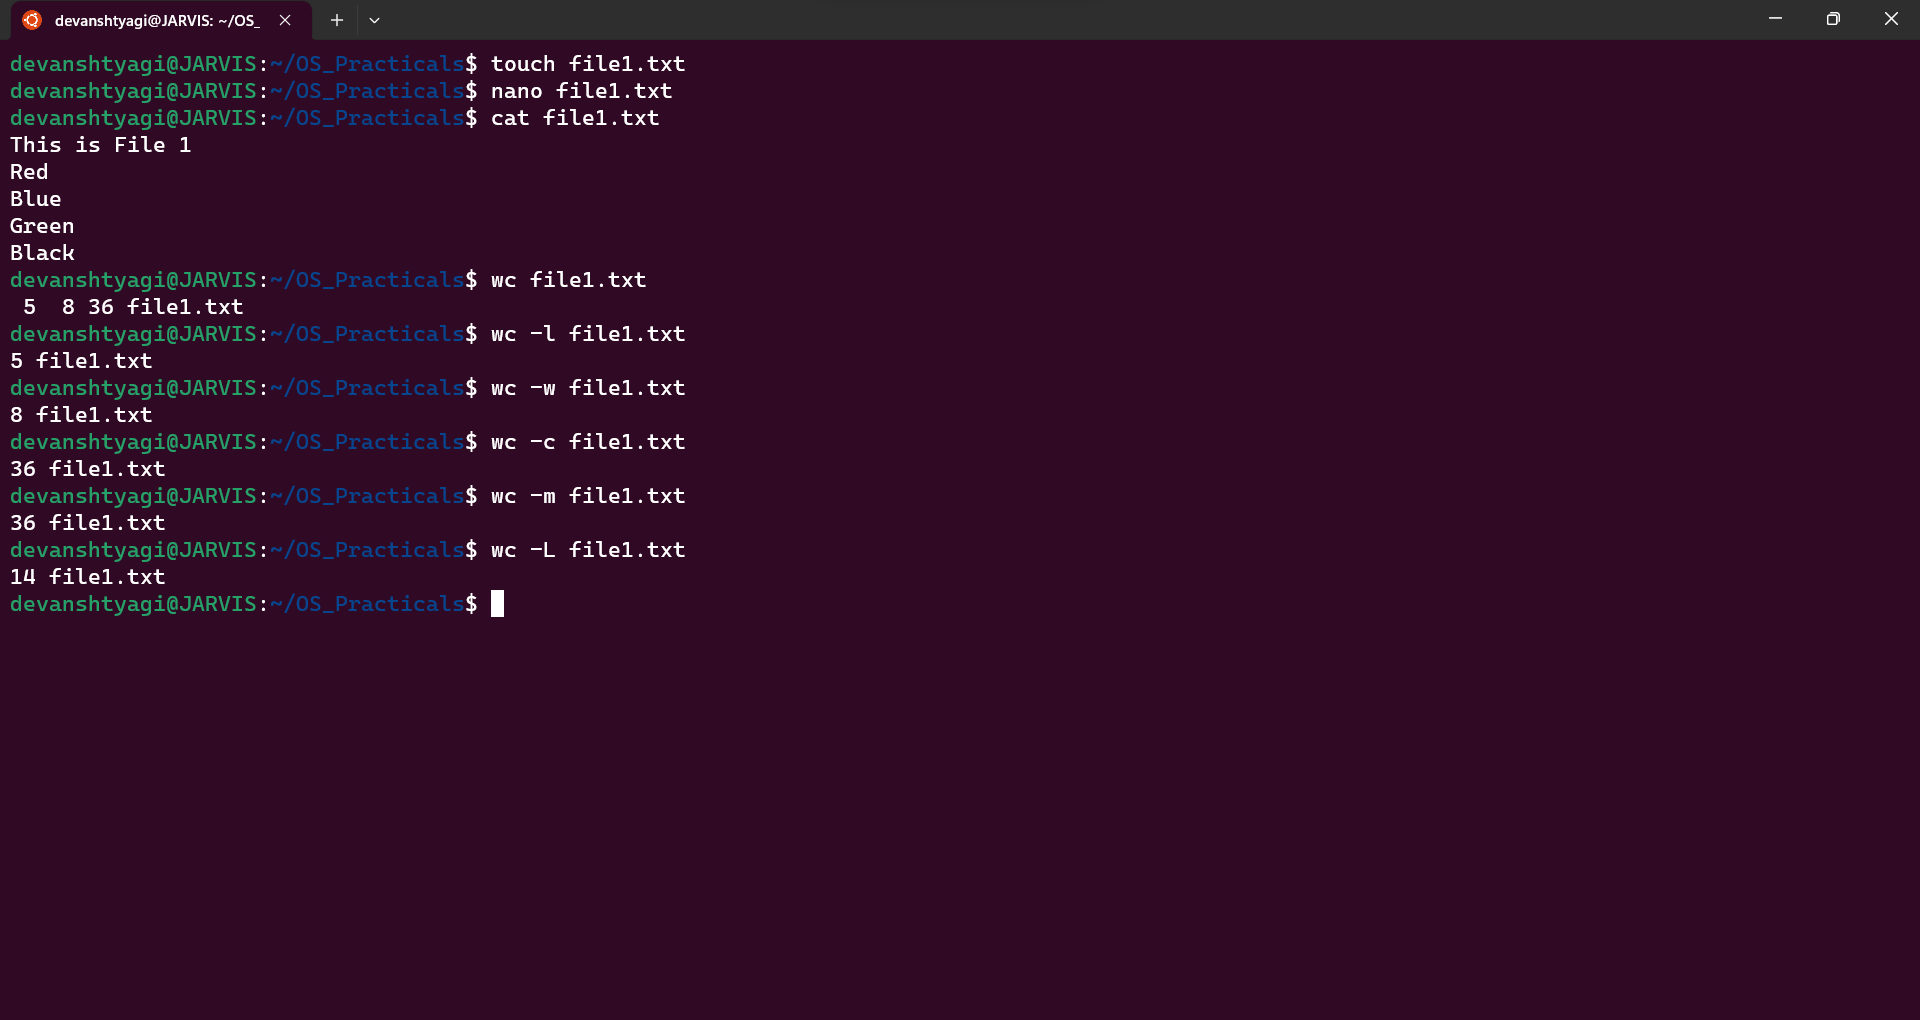 devanshtyagi@JARVIS: ~/OS_
devanshtyagi@JARVIS:~/OS_Practicals$ touch file1.txt
devanshtyagi@JARVIS:~/OS_Practicals$ nano file1.txt
devanshtyagi@JARVIS:~/OS_Practicals$ cat file1.txt
This is File 1
Red
Blue
Green
Black
devanshtyagi@JARVIS:~/OS_Practicals$ wc file1.txt
 5  8 36 file1.txt
devanshtyagi@JARVIS:~/OS_Practicals$ wc -l file1.txt
5 file1.txt
devanshtyagi@JARVIS:~/OS_Practicals$ wc -w file1.txt
8 file1.txt
devanshtyagi@JARVIS:~/OS_Practicals$ wc -c file1.txt
36 file1.txt
devanshtyagi@JARVIS:~/OS_Practicals$ wc -m file1.txt
36 file1.txt
devanshtyagi@JARVIS:~/OS_Practicals$ wc -L file1.txt
14 file1.txt
devanshtyagi@JARVIS:~/OS_Practicals$